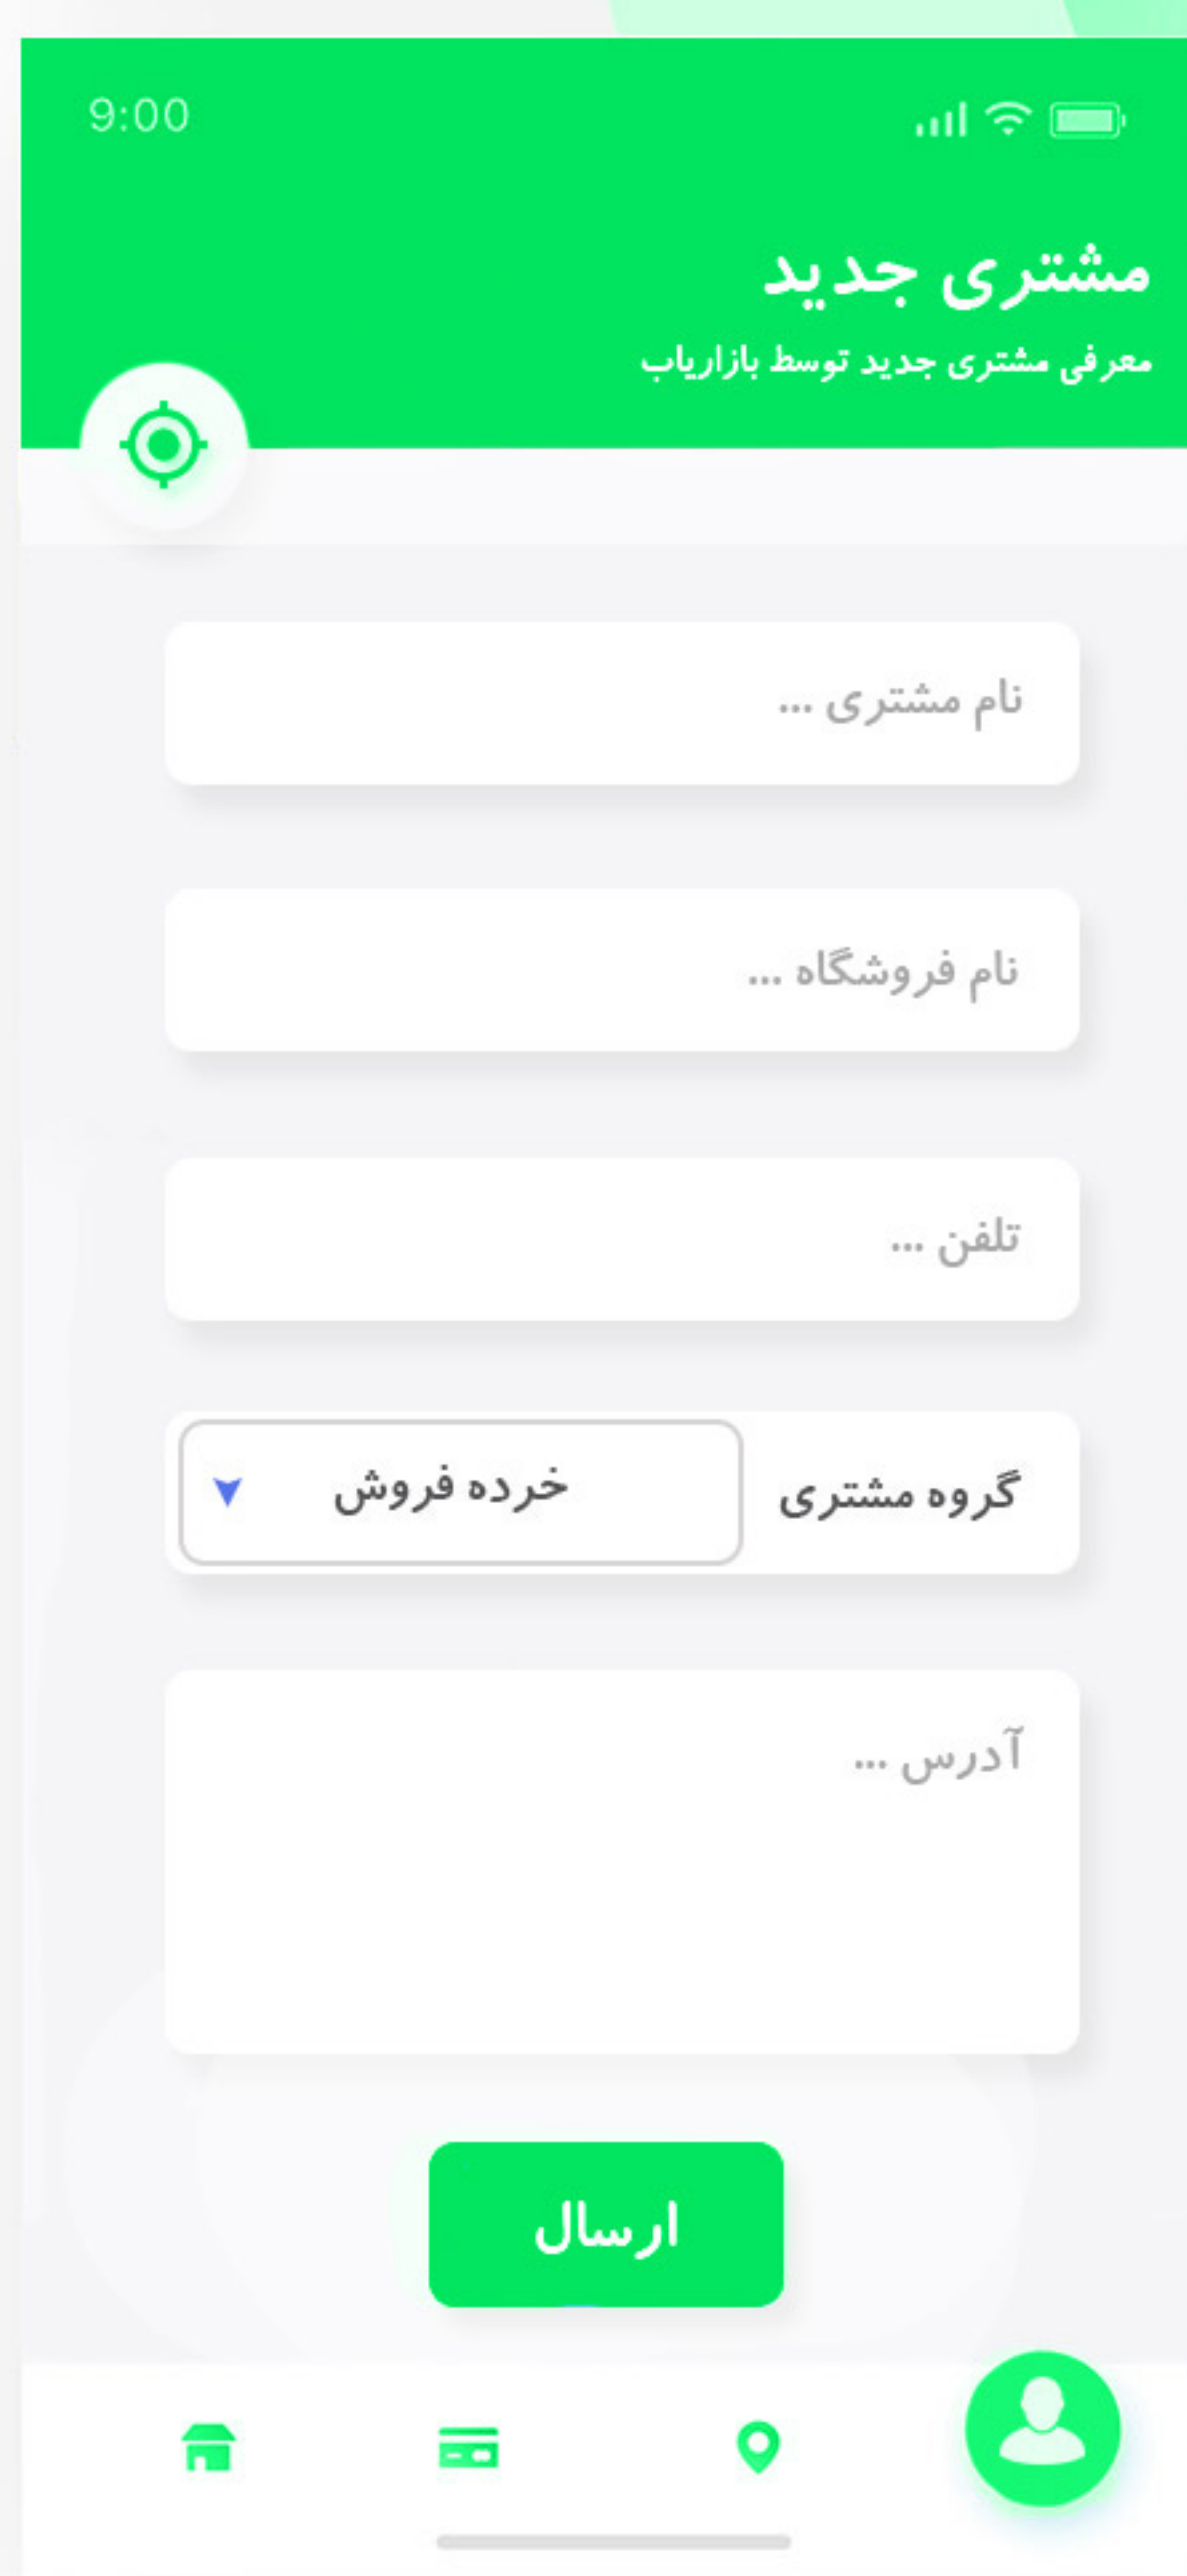 9:00
مشتری جدید
معرفی مشتری جدید توسط بازاریاب
نام مشتری ...
نام فروشگاه ...
تلفن ...
گروه مشتری خرده فروش
آدرس ...
ارسال